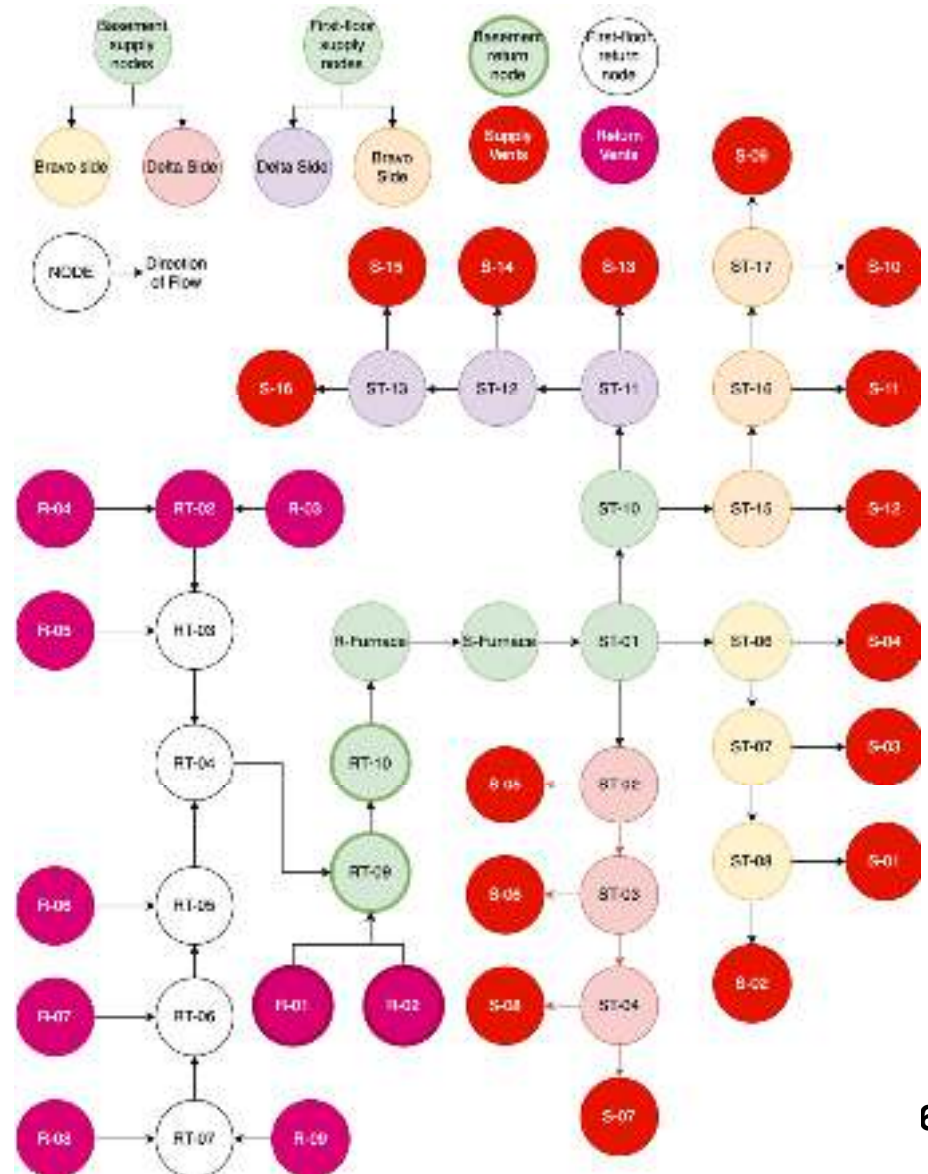 Basement
supply
nodes
First-floor
supply
nodes
Basement
return
node
First-floor
return
node
Bravo side
(Delta Side)
Delta Side)
Bravo
Side
Supply
Vents
Return
Vents
NODE
Direction
of Flow
S-09
S-15
S-14
S-13
ST-17
S-10
S-16
ST-13
ST-12
ST-11
ST-16
S-11
R-04
RT-02
R-03
ST-10
ST-15
S-12
R-05
RT-03
R-Furnace
S-Furnace
ST-01
ST-06
S-04
RT-04
RT-10
ST-02
ST-07
S-03
RT-09
ST-08
S-01
R-06
RT-05
ST-03
R-07
RT-06
R-01
R-02
ST-04
S-02
R-08
RT-07
R-09
S-07